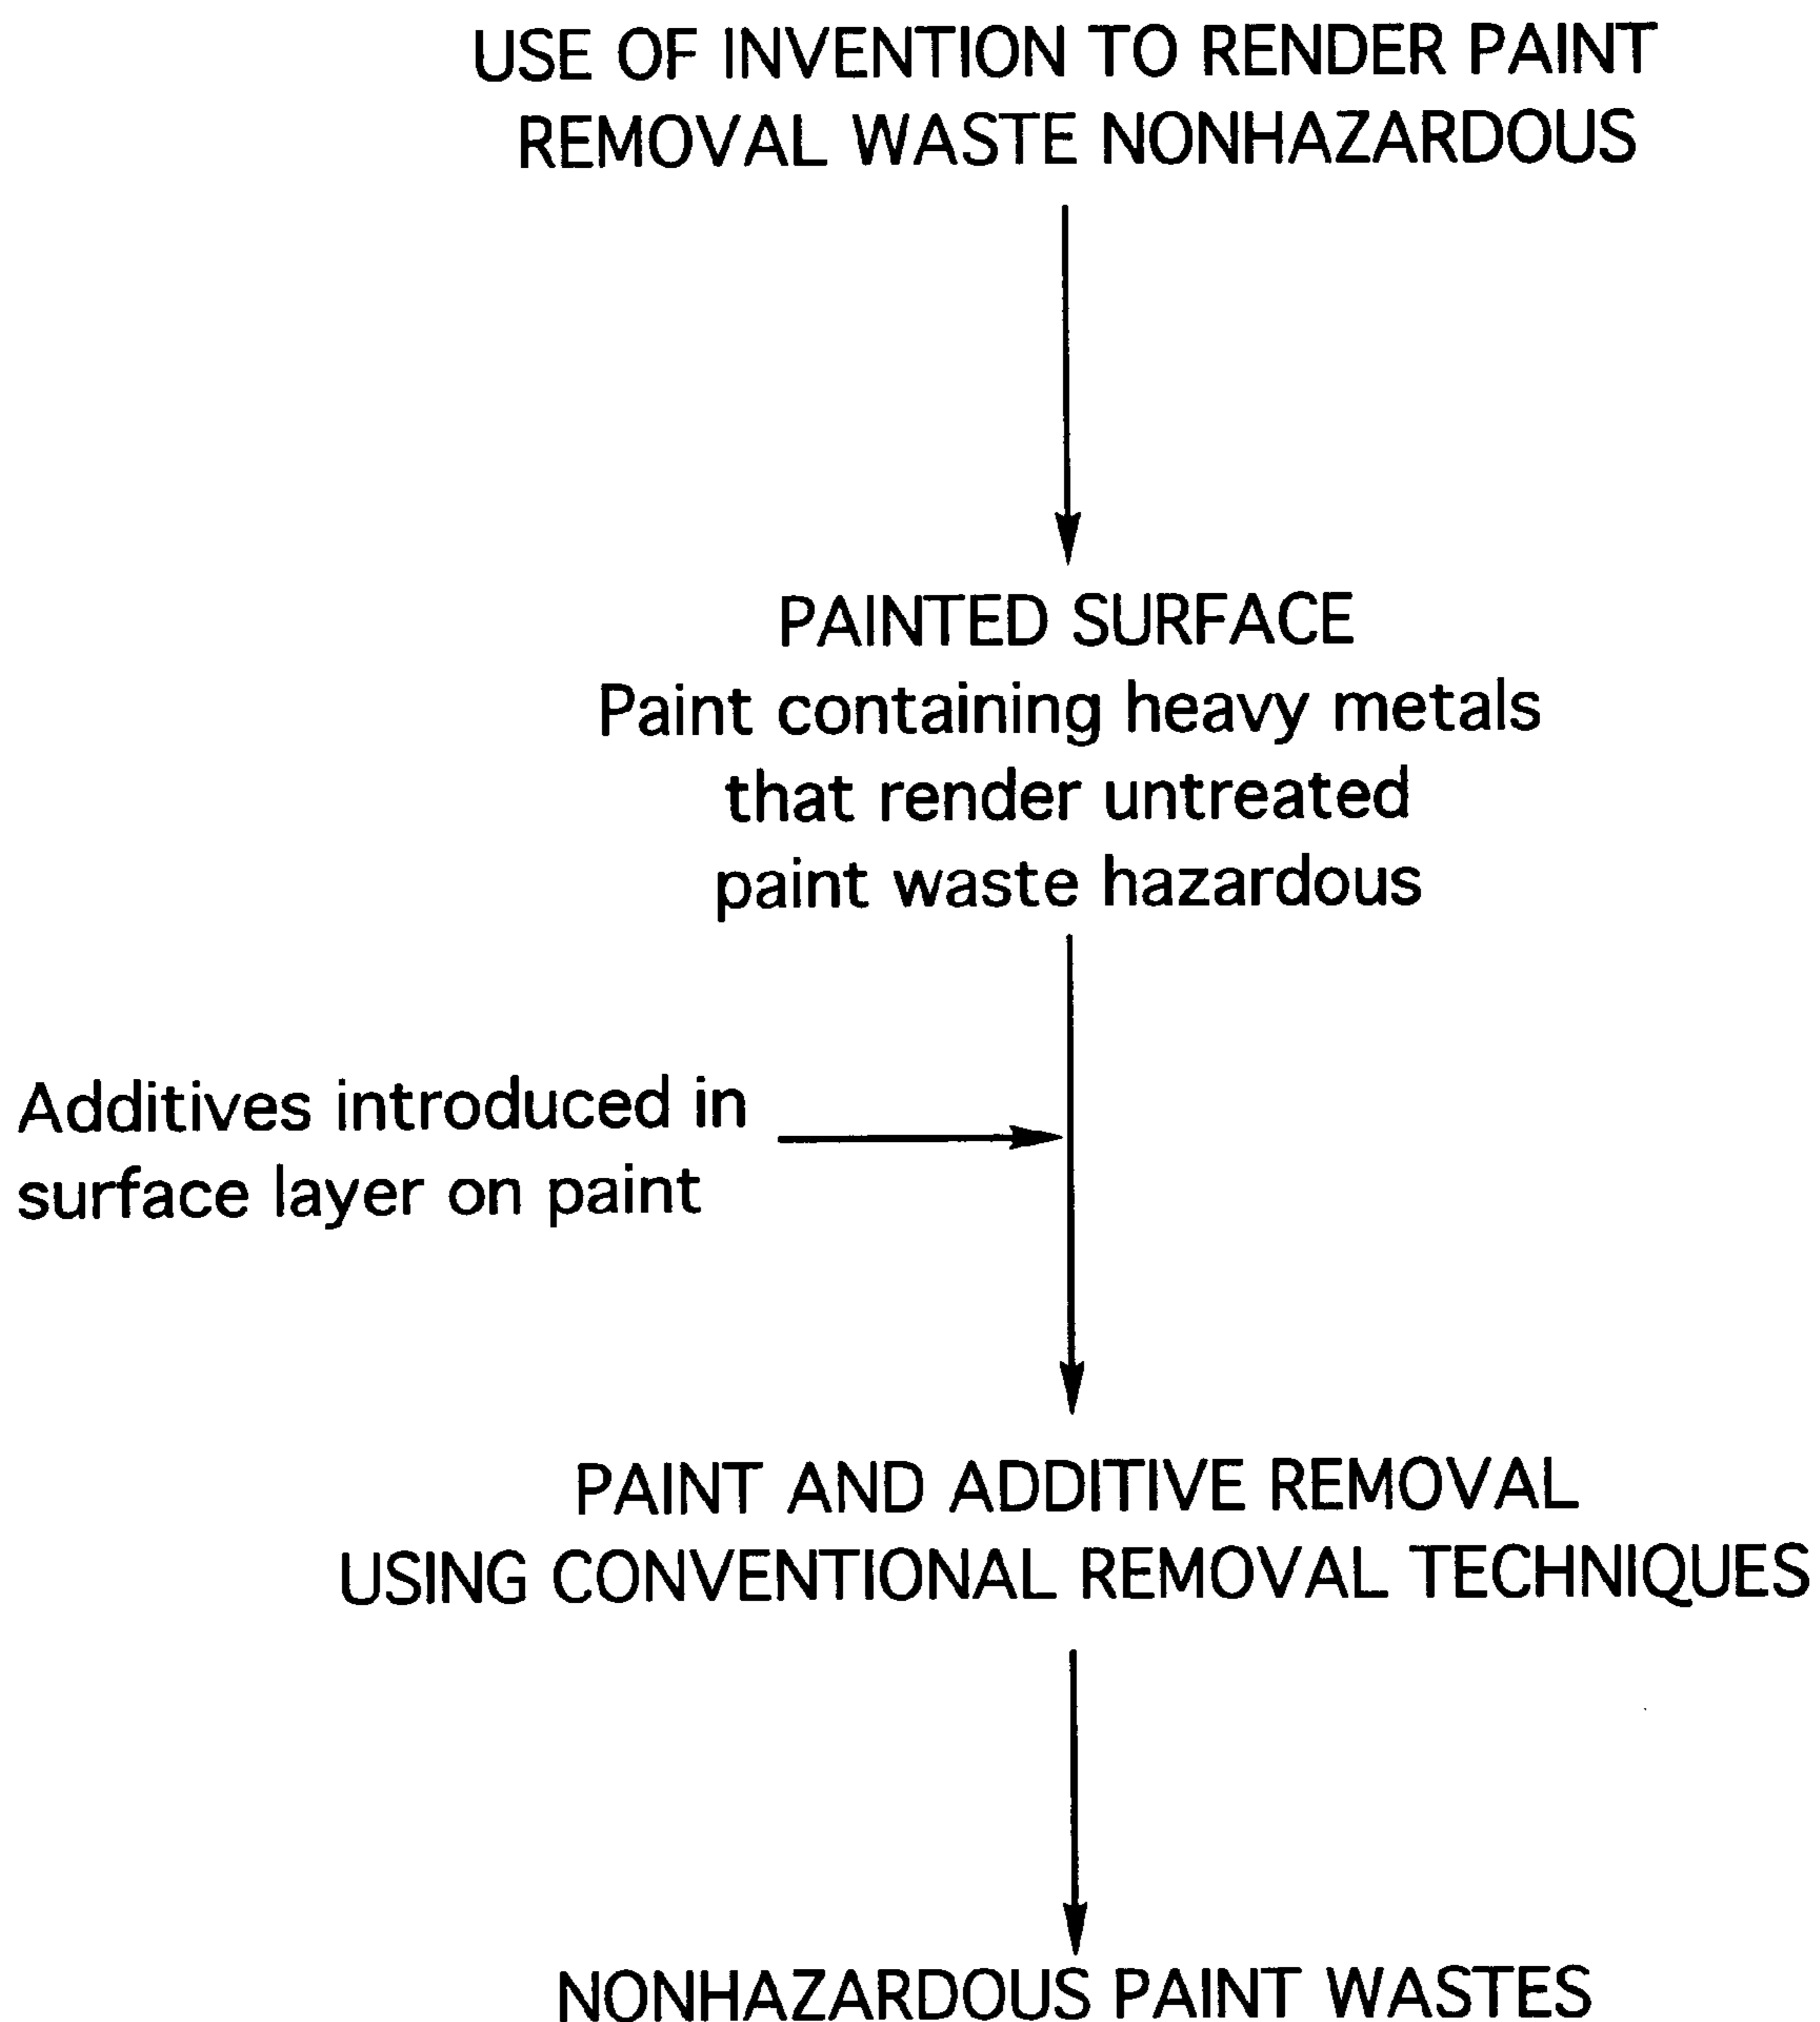 USE OF INVENTION TO RENDER PAINT
REMOVAL WASTE NONHAZARDOUS
PAINTED SURFACE
Paint containing heavy metals
that render untreated
paint waste hazardous
Additives introduced in
surface layer on paint
PAINT AND ADDITIVE REMOVAL
USING CONVENTIONAL REMOVAL TECHNIQUES
NONHAZARDOUS PAINT WASTES